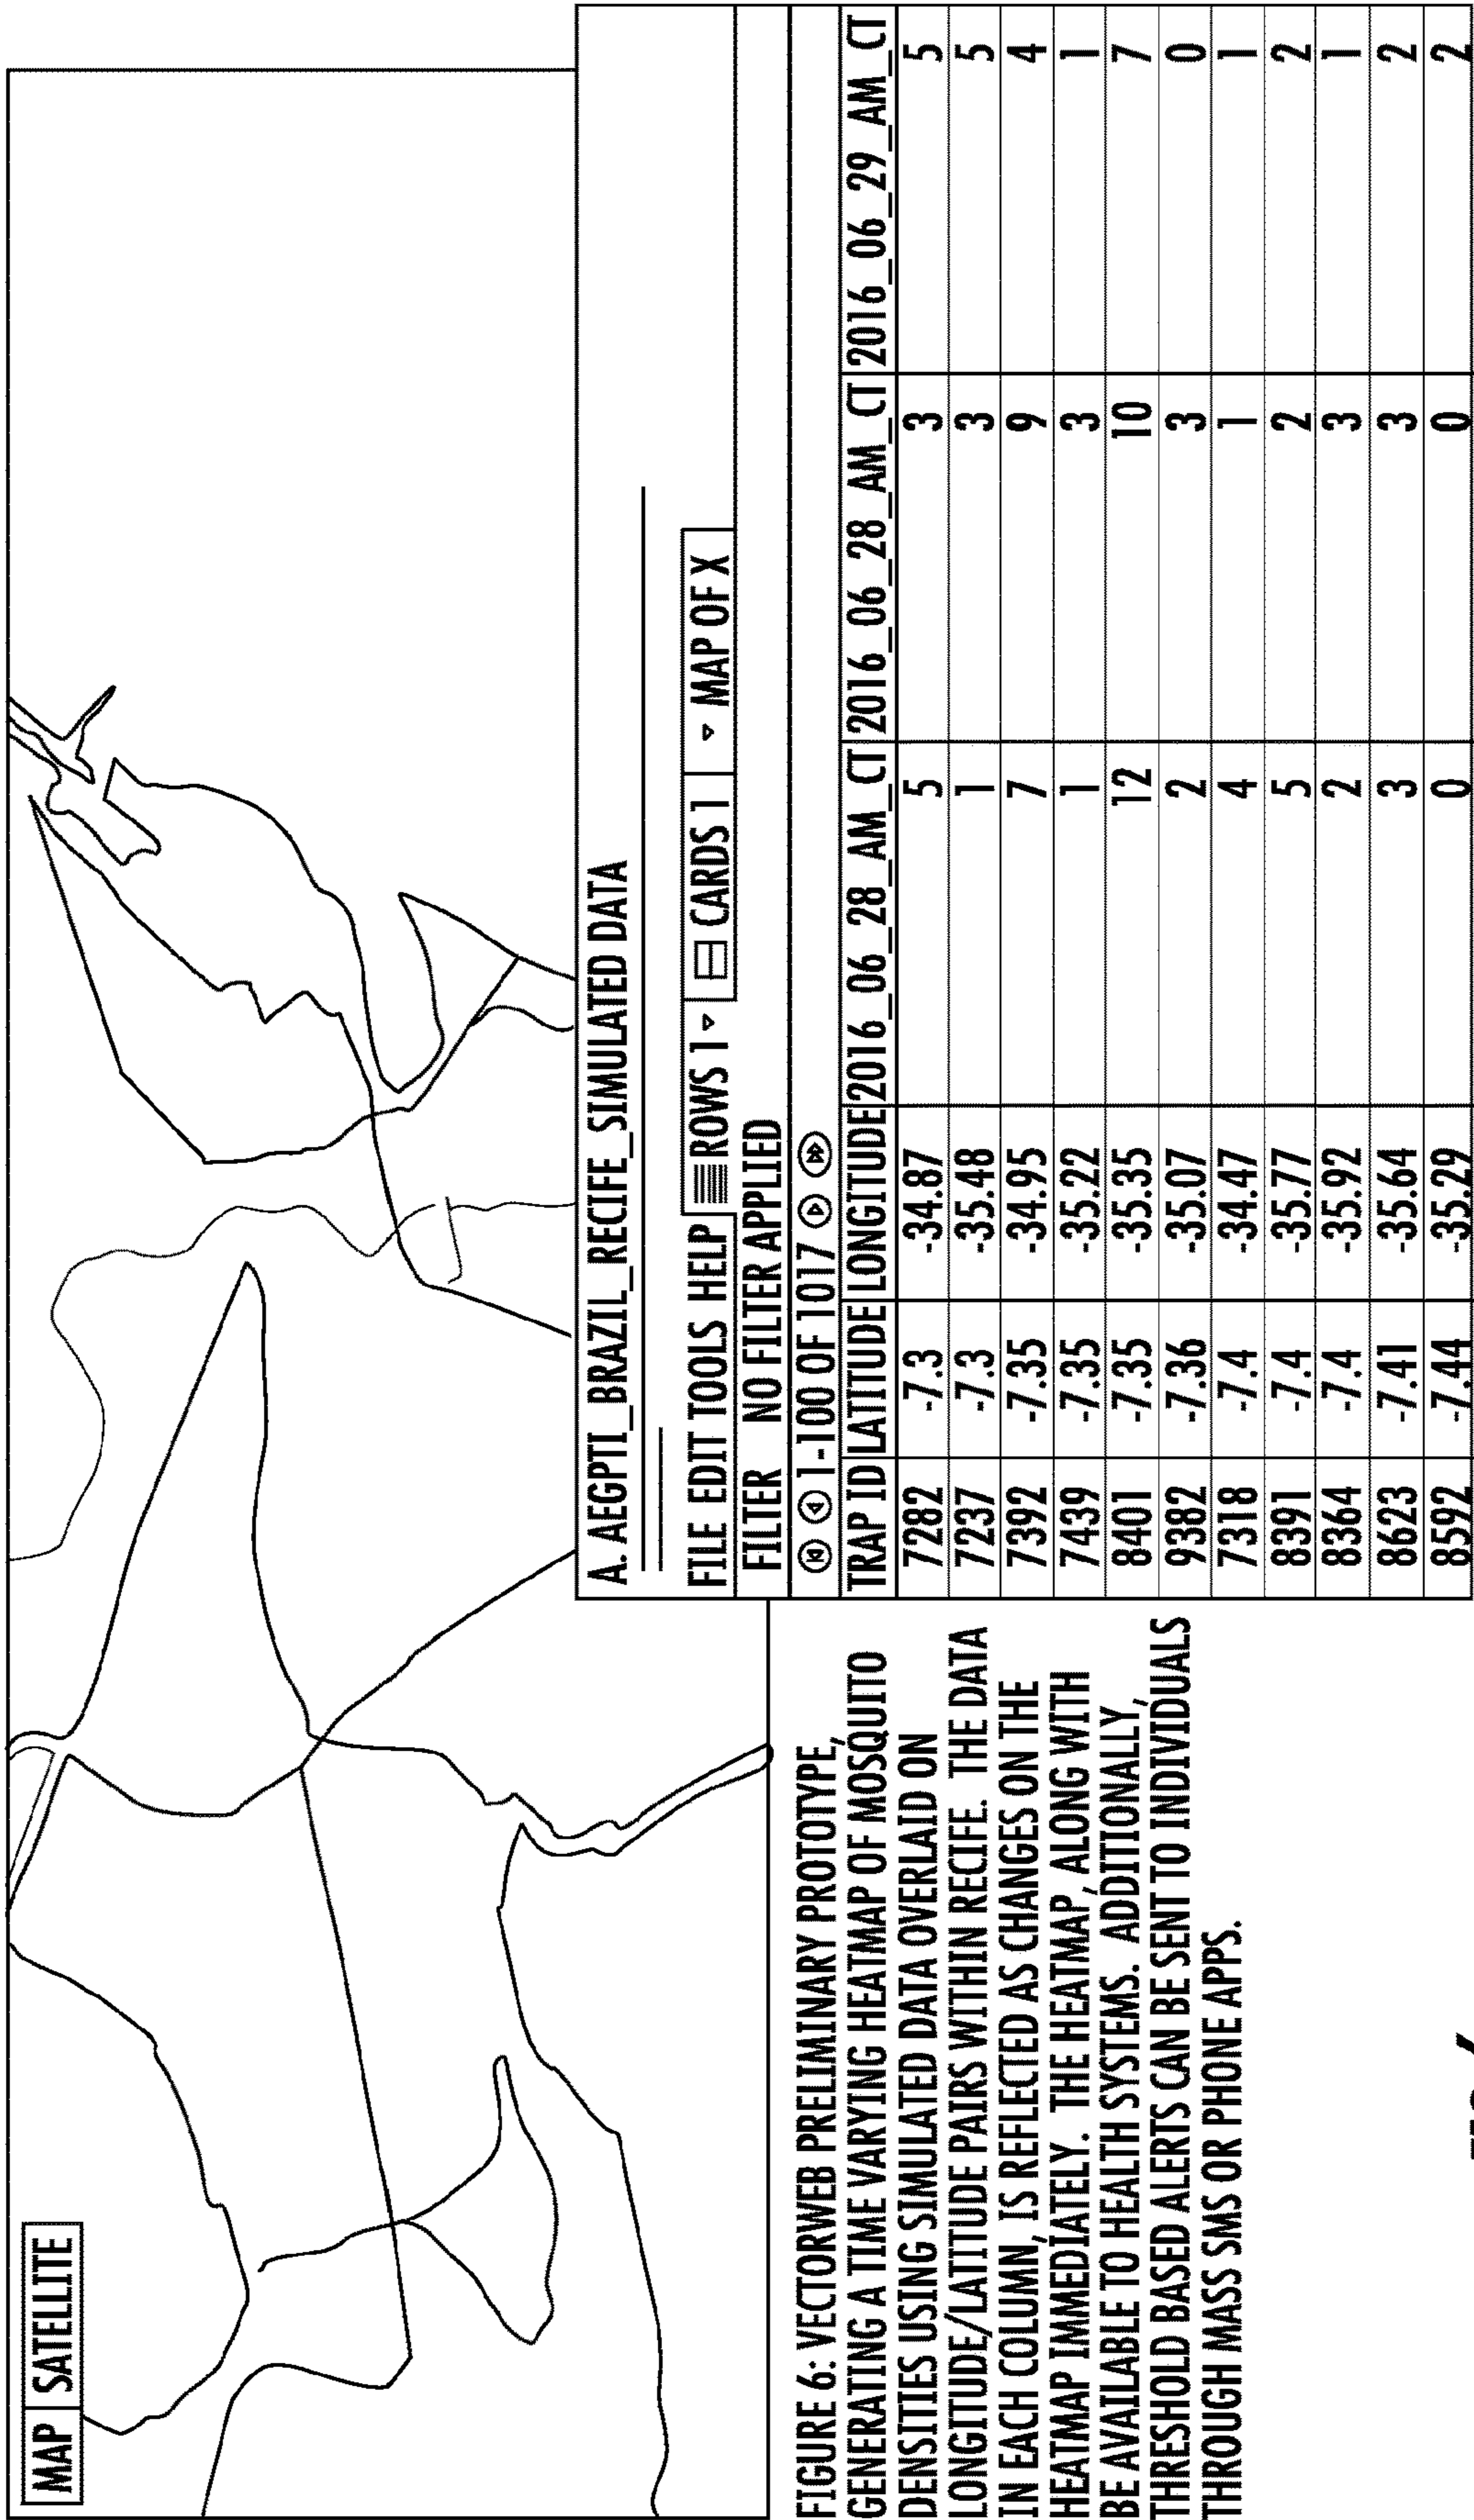 MAP SATELLITE
A. AEGPTI_BRAZIL_RECIFE_SIMULATED DATA
FILE EDIT TOOLS HELP ROWS 1 CARDS 1 MAP OF X
FILTER NO FILTER APPLIED
1-100 OF 1017
TRAP ID LATITUDE LONGITUDE 2016_06_28_AM_CT 2016_06_28_AM_CT 2016_06_29_AM_CT
7282 -7.3 -34.87 5 3 5
7237 -7.3 -35.48 1 3 5
7392 -7.35 -34.95 7 9 4
7439 -7.35 -35.22 1 3 1
8401 -7.35 -35.35 12 10 7
9382 -7.36 -35.07 2 3 0
7318 -7.4 -34.47 4 1 1
8391 -7.4 -35.77 5 2 2
8364 -7.4 -35.92 2 3 1
8623 -7.41 -35.64 3 3 2
8592 -7.44 -35.29 0 0 2
FIGURE 6: VECTORWEB PRELIMINARY PROTOTYPE,
GENERATING A TIME VARYING HEATMAP OF MOSQUITO
DENSITIES USING SIMULATED DATA OVERLAID ON
LONGITUDE/LATITUDE PAIRS WITHIN RECIFE. THE DATA
IN EACH COLUMN, IS REFLECTED AS CHANGES ON THE
HEATMAP IMMEDIATELY. THE HEATMAP, ALONG WITH
BE AVAILABLE TO HEALTH SYSTEMS. ADDITIONALLY,
THRESHOLD BASED ALERTS CAN BE SENT TO INDIVIDUALS
THROUGH MASS SMS OR PHONE APPS.